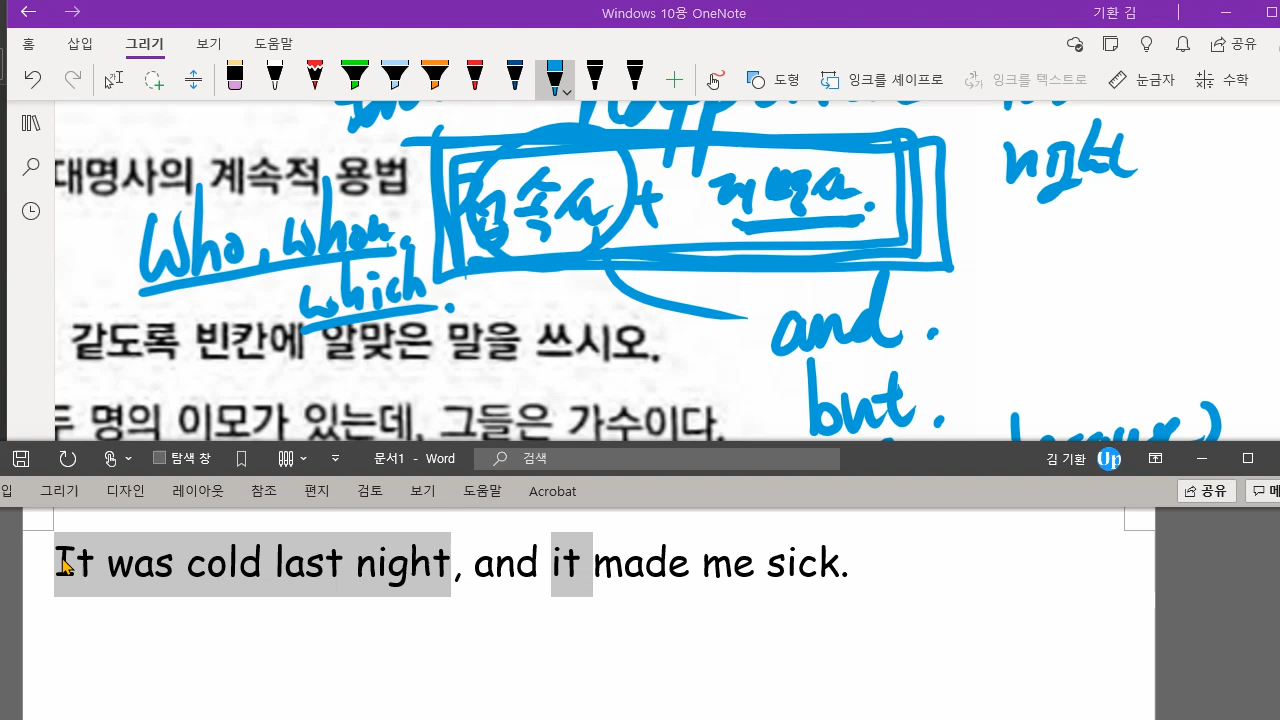 Windows 10용 OneNote
기환 김
홈 삽입 그리기 보기 도움말
공유
도형 잉크를 셰이프로 잉크를 텍스트로 눈금자 수학
night
대명사의 계속적 용법
접속사 + 대명사.
who, whom,
which.
같도록 빈칸에 알맞은 말을 쓰시오.
and.
but.
두 명의 이모가 있는데, 그들은 가수이다.
탐색 창
문서1 - Word
검색
김 기환
Up
입 그리기 디자인 레이아웃 참조 편지 검토 보기 도움말 Acrobat
공유
메
It was cold last night, and it made me sick.